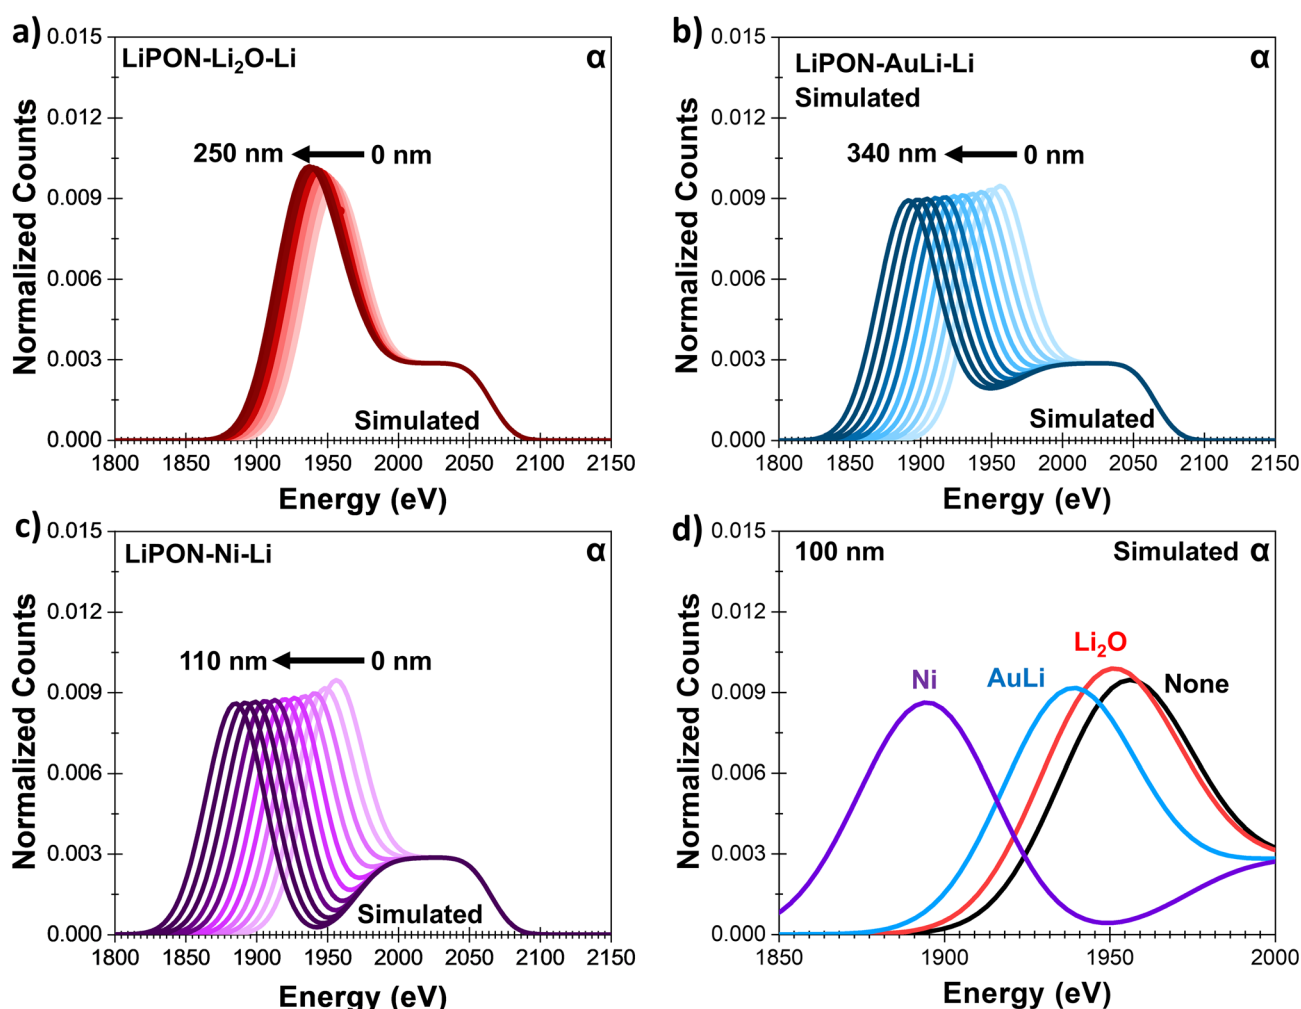 a)
LiPON-Li₂O-Li
α
250 nm
0 nm
Simulated
Normalized Counts
0.015
0.012
0.009
0.006
0.003
0.000
1800 1850 1900 1950 2000 2050 2100 2150
Energy (eV)
b)
LiPON-AuLi-Li
Simulated
α
340 nm
0 nm
Simulated
Normalized Counts
0.015
0.012
0.009
0.006
0.003
0.000
1800 1850 1900 1950 2000 2050 2100 2150
Energy (eV)
c)
LiPON-Ni-Li
α
110 nm
0 nm
Simulated
Normalized Counts
0.015
0.012
0.009
0.006
0.003
0.000
1800 1850 1900 1950 2000 2050 2100 2150
Energy (eV)
d)
100 nm
Simulated α
Li₂O
Ni
AuLi
None
Normalized Counts
0.015
0.012
0.009
0.006
0.003
0.000
1850 1900 1950 2000
Energy (eV)